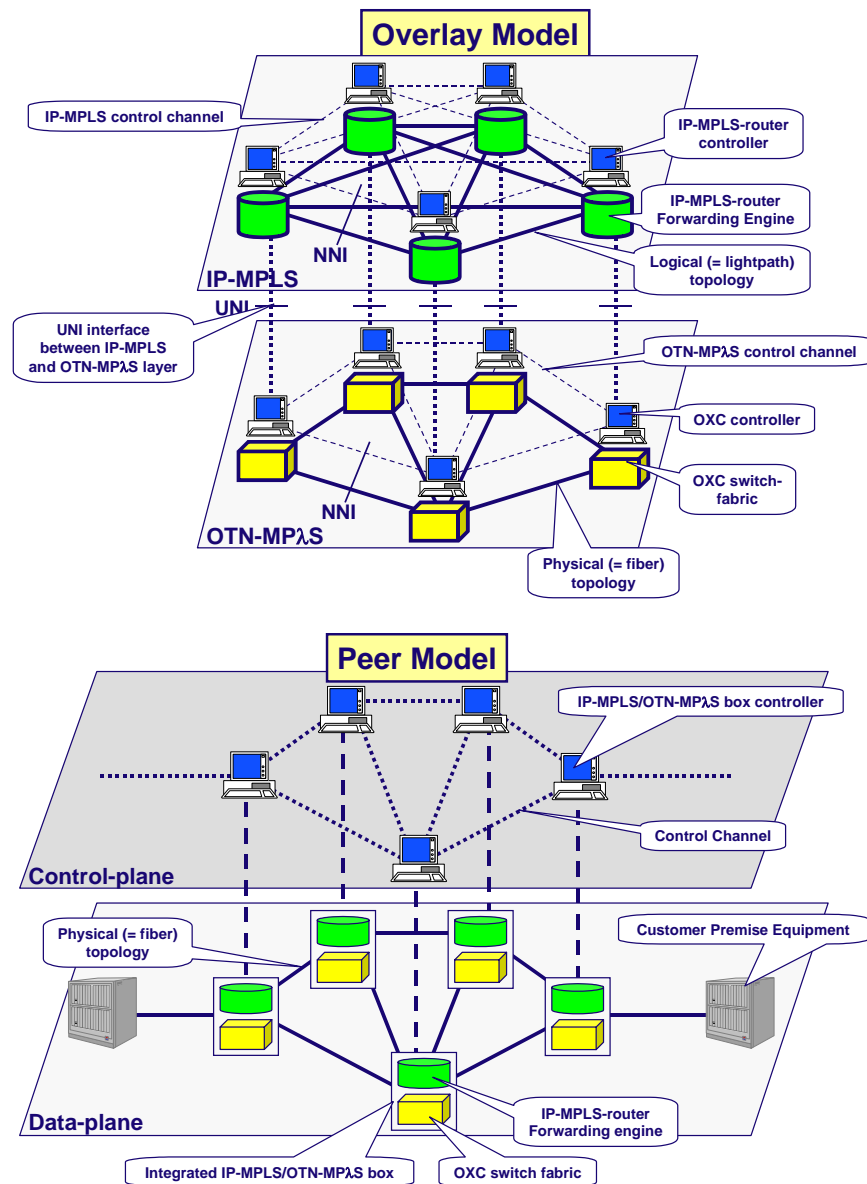 Overlay Model
IP-MPLS control channel
IP-MPLS-router
controller
IP-MPLS-router
Forwarding Engine
NNI
Logical (= lightpath)
topology
IP-MPLS
UNI
UNI interface
between IP-MPLS
and OTN-MPλS layer
OTN-MPλS control channel
OXC controller
OXC switch-
fabric
NNI
OTN-MPλS
Physical (= fiber)
topology
Peer Model
IP-MPLS/OTN-MPλS box controller
Control Channel
Control-plane
Physical (= fiber)
topology
Customer Premise Equipment
IP-MPLS-router
Forwarding engine
Data-plane
Integrated IP-MPLS/OTN-MPλS box
OXC switch fabric